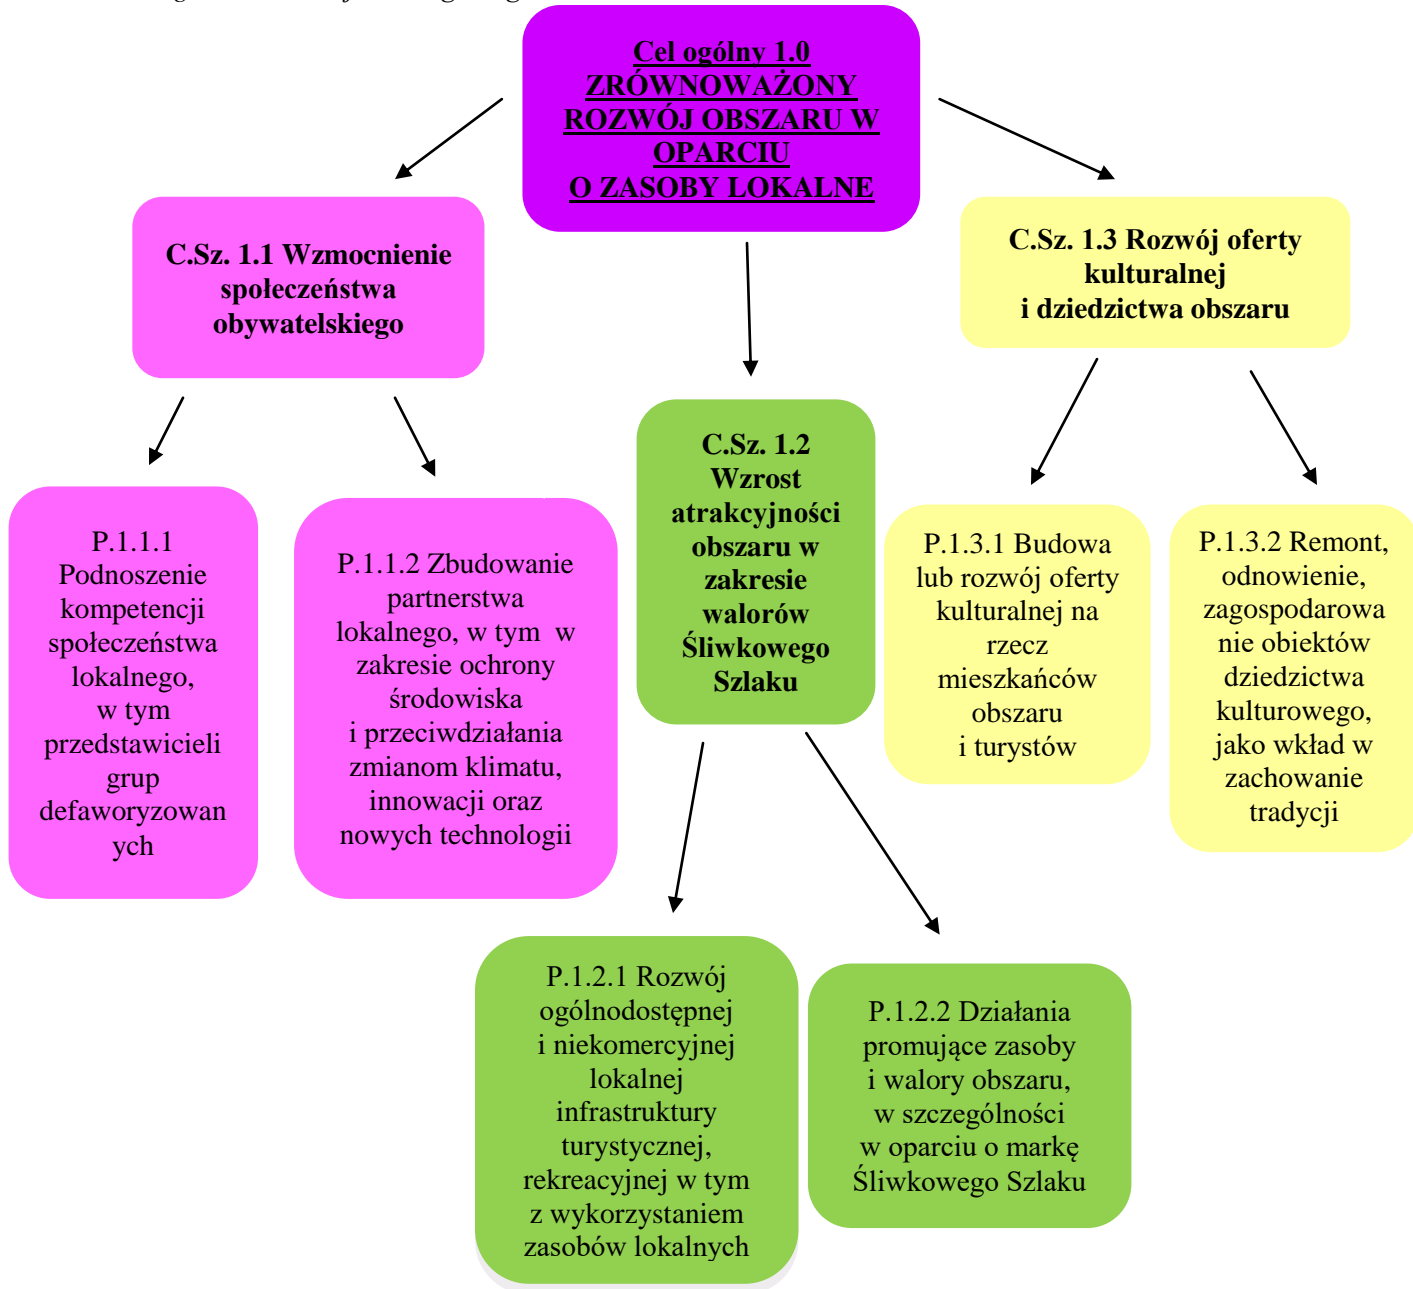 Cel ogólny 1.0
ZRÓWNOWAŻONY
ROZWÓJ OBSZARU W
OPARCIU
O ZASOBY LOKALNE
C.Sz. 1.1 Wzmocnienie
społeczeństwa
obywatelskiego
C.Sz. 1.3 Rozwój oferty
kulturalnej
i dziedzictwa obszaru
C.Sz. 1.2
Wzrost
atrakcyjności
obszaru w
zakresie
walorów
Śliwkowego
Szlaku
P.1.1.1
Podnoszenie
kompetencji
społeczeństwa
lokalnego,
w tym
przedstawicieli
grup
defaworyzowan
ych
P.1.1.2 Zbudowanie
partnerstwa
lokalnego, w tym w
zakresie ochrony
środowiska
i przeciwdziałania
zmianom klimatu,
innowacji oraz
nowych technologii
P.1.3.1 Budowa
lub rozwój oferty
kulturalnej na
rzecz
mieszkańców
obszaru
i turystów
P.1.3.2 Remont,
odnowienie,
zagospodarowa
nie obiektów
dziedzictwa
kulturowego,
jako wkład w
zachowanie
tradycji
P.1.2.1 Rozwój
ogólnodostępnej
i niekomercyjnej
lokalnej
infrastruktury
turystycznej,
rekreacyjnej w tym
z wykorzystaniem
zasobów lokalnych
P.1.2.2 Działania
promujące zasoby
i walory obszaru,
w szczególności
w oparciu o markę
Śliwkowego Szlaku